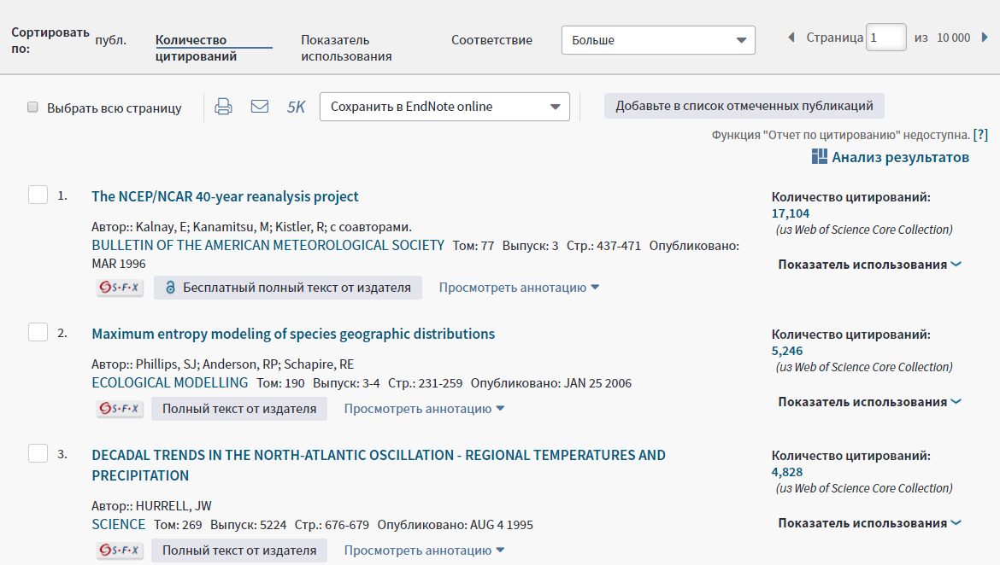 Сортировать по:
публ.
Количество цитирований
Показатель использования
Соответствие
Больше
Страница 1 из 10 000
Выбрать всю страницу
5K
Сохранить в EndNote online
Добавьте в список отмеченных публикаций
Функция "Отчет по цитированию" недоступна. [?]
Анализ результатов
1. The NCEP/NCAR 40-year reanalysis project
Автор:: Kalnay, E; Kanamitsu, M; Kistler, R; с соавторами.
BULLETIN OF THE AMERICAN METEOROLOGICAL SOCIETY Том: 77 Выпуск: 3 Стр.: 437-471 Опубликовано:
MAR 1996
S·F·X Бесплатный полный текст от издателя Просмотреть аннотацию
Количество цитирований:
17,104
(из Web of Science Core Collection)
Показатель использования
2. Maximum entropy modeling of species geographic distributions
Автор:: Phillips, SJ; Anderson, RP; Schapire, RE
ECOLOGICAL MODELLING Том: 190 Выпуск: 3-4 Стр.: 231-259 Опубликовано: JAN 25 2006
S·F·X Полный текст от издателя Просмотреть аннотацию
Количество цитирований:
5,246
(из Web of Science Core Collection)
Показатель использования
3. DECADAL TRENDS IN THE NORTH-ATLANTIC OSCILLATION - REGIONAL TEMPERATURES AND
PRECIPITATION
Автор:: HURRELL, JW
SCIENCE Том: 269 Выпуск: 5224 Стр.: 676-679 Опубликовано: AUG 4 1995
S·F·X Полный текст от издателя Просмотреть аннотацию
Количество цитирований:
4,828
(из Web of Science Core Collection)
Показатель использования